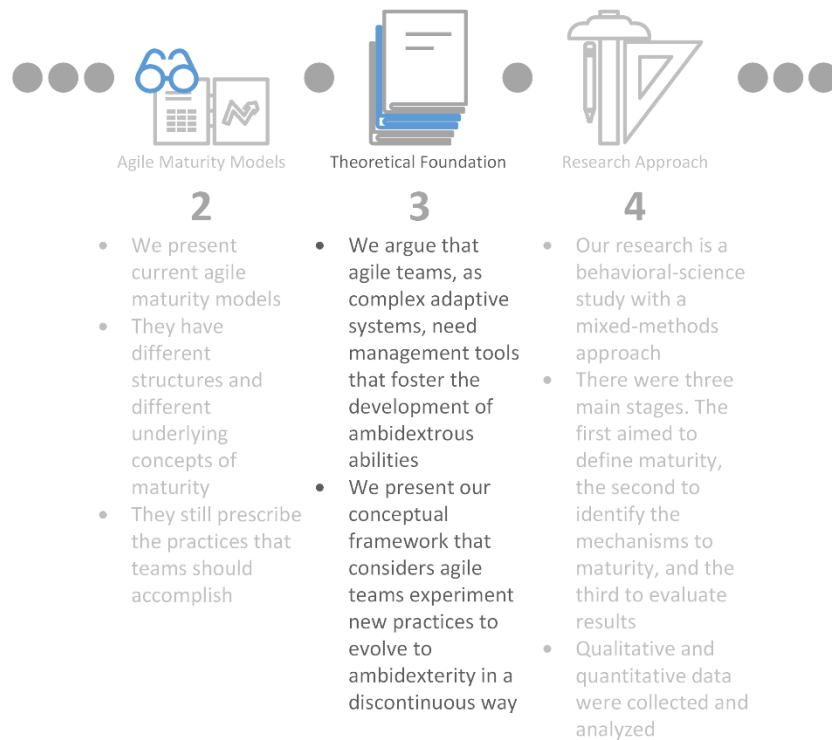 Agile Maturity Models
Theoretical Foundation
Research Approach
2
3
4
• We present
current agile
maturity models
• They have
different
structures and
different
underlying
concepts of
maturity
• They still prescribe
the practices that
teams should
accomplish
• We argue that
agile teams, as
complex adaptive
systems, need
management tools
that foster the
development of
ambidextrous
abilities
• We present our
conceptual
framework that
considers agile
teams experiment
new practices to
evolve to
ambidexterity in a
discontinuous way
• Our research is a
behavioral-science
study with a
mixed-methods
approach
• There were three
main stages. The
first aimed to
define maturity,
the second to
identify the
mechanisms to
maturity, and the
third to evaluate
results
• Qualitative and
quantitative data
were collected and
analyzed